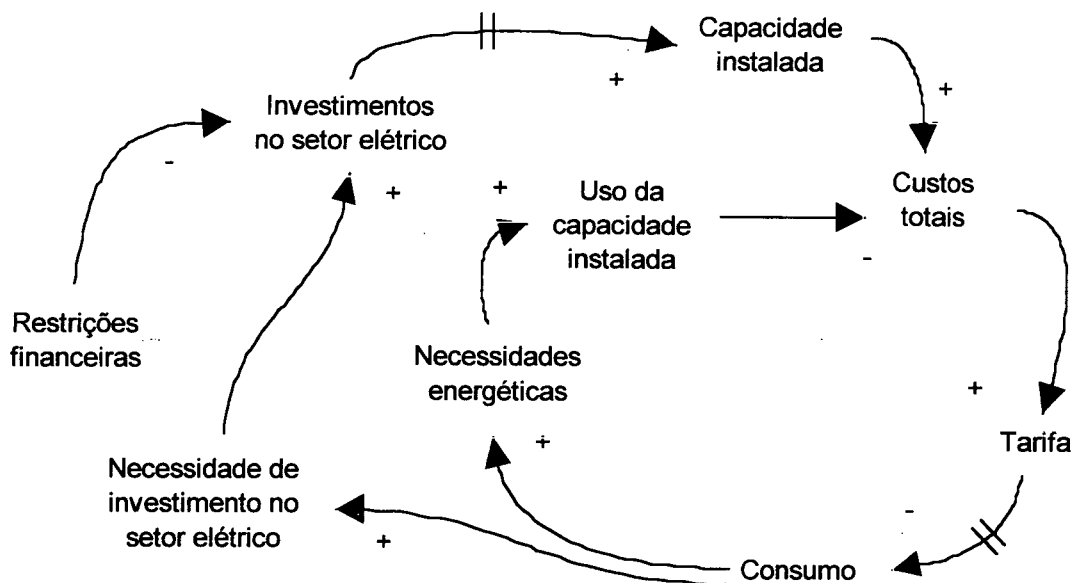 Capacidade
instalada
+
+
Investimentos
no setor elétrico
-
+
+
Uso da
capacidade
instalada
-
Custos
totais
Restrições
financeiras
Necessidades
energéticas
+
+
Tarifa
Necessidade de
investimento no
setor elétrico
+
-
Consumo